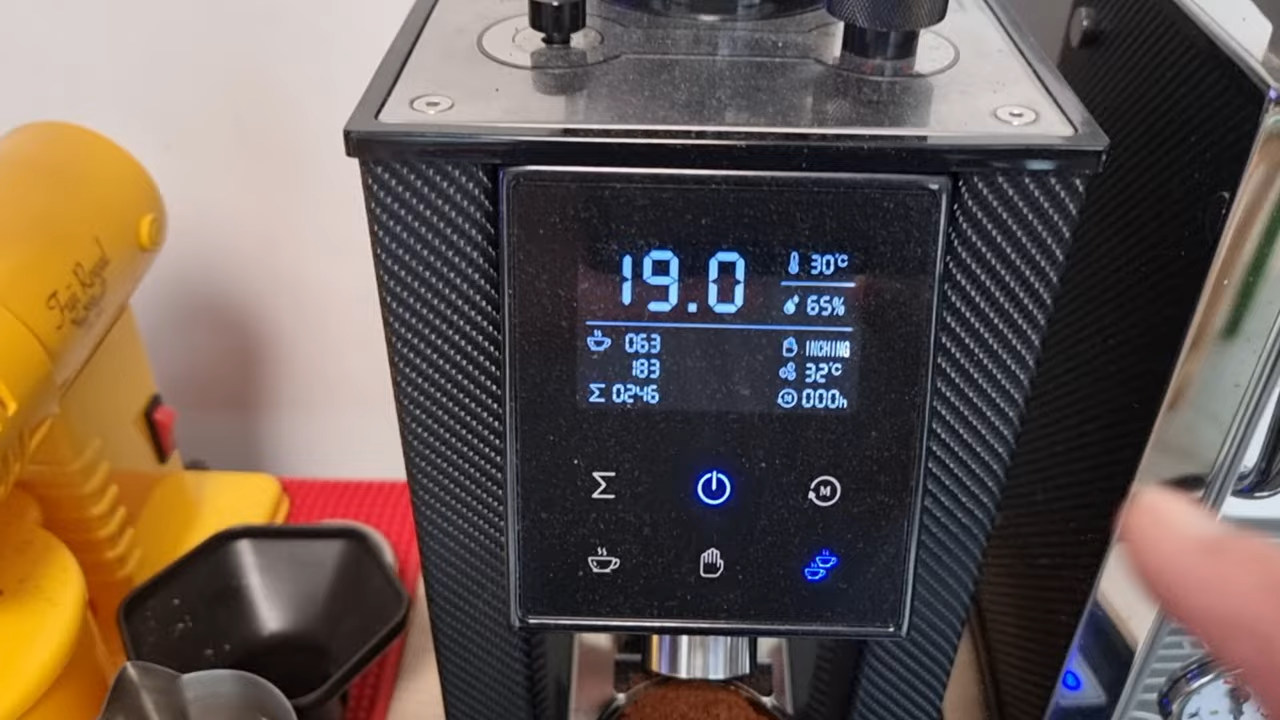 19.0
30°C
65%
063
INCHING
183
32°C
Σ 0246
M 000h
Σ
M